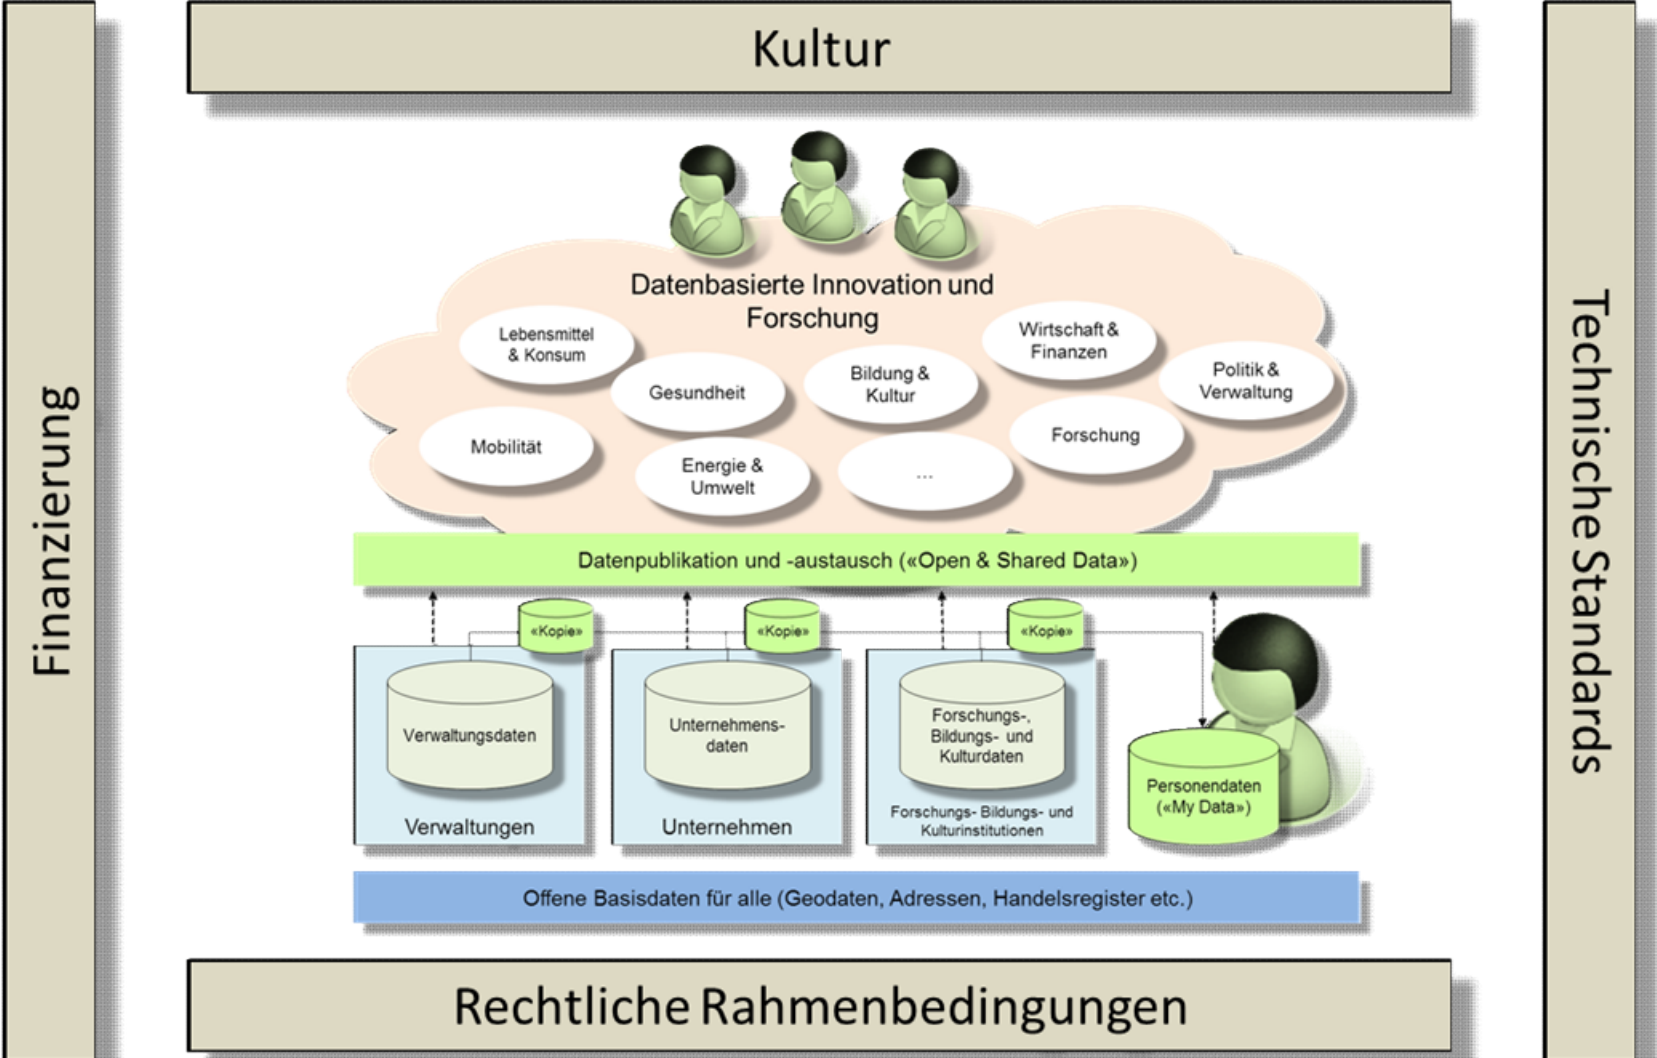 Kultur
Finanzierung
Technische Standards
Datenbasierte Innovation und
Forschung
Lebensmittel
& Konsum
Gesundheit
Bildung &
Kultur
Wirtschaft &
Finanzen
Politik &
Verwaltung
Mobilität
Energie &
Umwelt
...
Forschung
Datenpublikation und -austausch («Open & Shared Data»)
«Kopie»
«Kopie»
«Kopie»
Verwaltungsdaten
Verwaltungen
Unternehmens-
daten
Unternehmen
Forschungs-,
Bildungs- und
Kulturdaten
Forschungs- Bildungs- und
Kulturinstitutionen
Personendaten
(«My Data»)
Offene Basisdaten für alle (Geodaten, Adressen, Handelsregister etc.)
Rechtliche Rahmenbedingungen